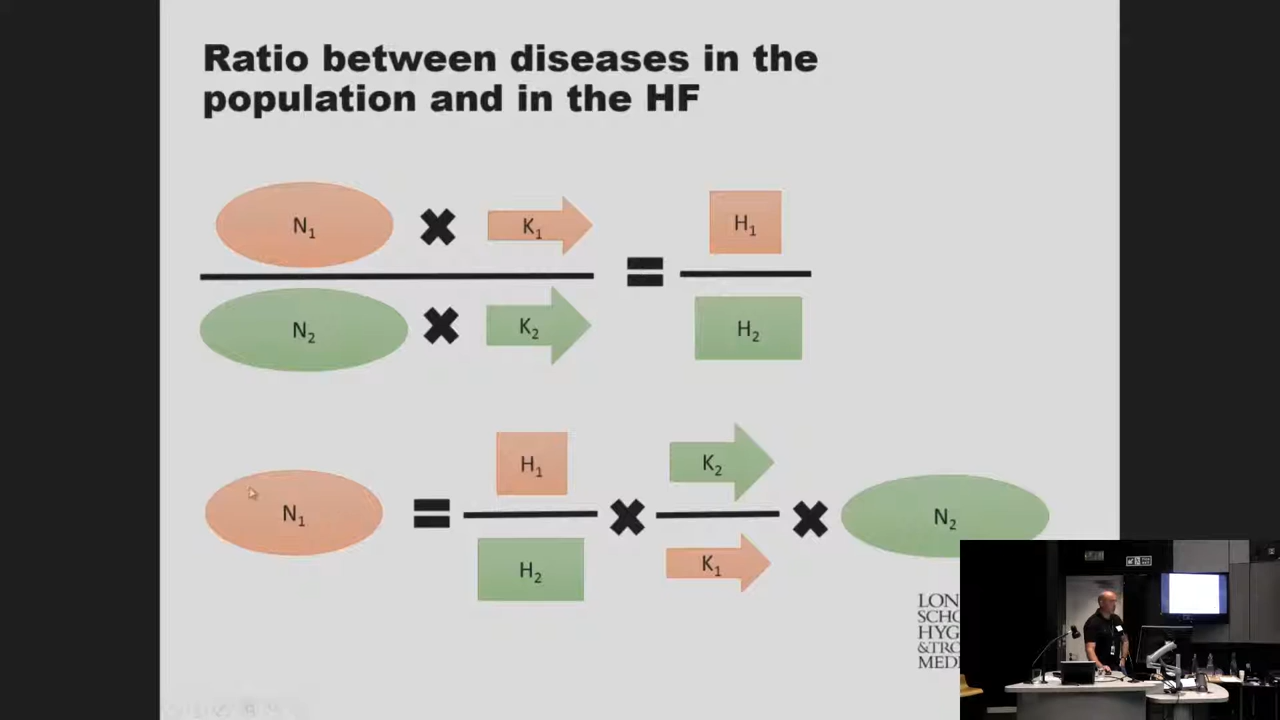 Ratio between diseases in the
population and in the HF
N₁ ✖ K₁
N₂ ✖ K₂
=
H₁
H₂
N₁ =
H₁
H₂
✖
K₂
K₁
✖ N₂
LON
SCHO
HYG
&TRO
MEDI